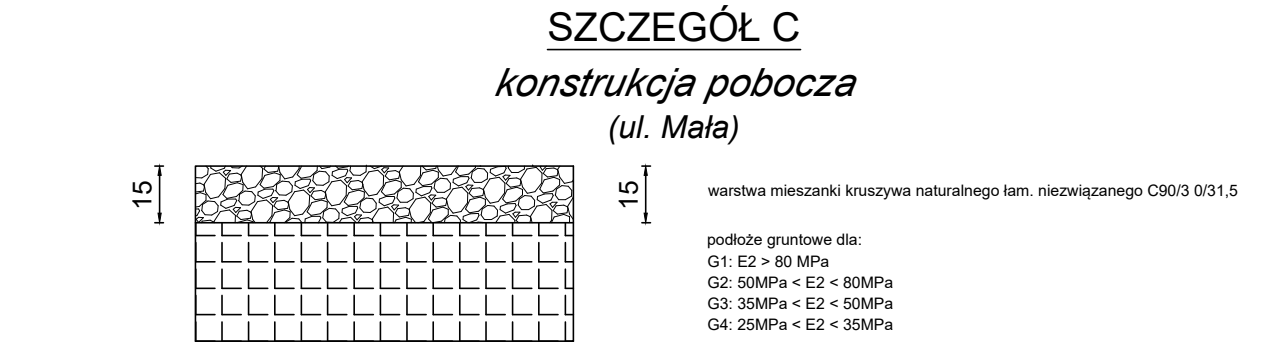 SZCZEGÓŁ C
konstrukcja pobocza
(ul. Mała)
15
15
warstwa mieszanki kruszywa naturalnego łam. niezwiązanego C90/3 0/31,5
podłoże gruntowe dla:
G1: E2 > 80 MPa
G2: 50MPa < E2 < 80MPa
G3: 35MPa < E2 < 50MPa
G4: 25MPa < E2 < 35MPa